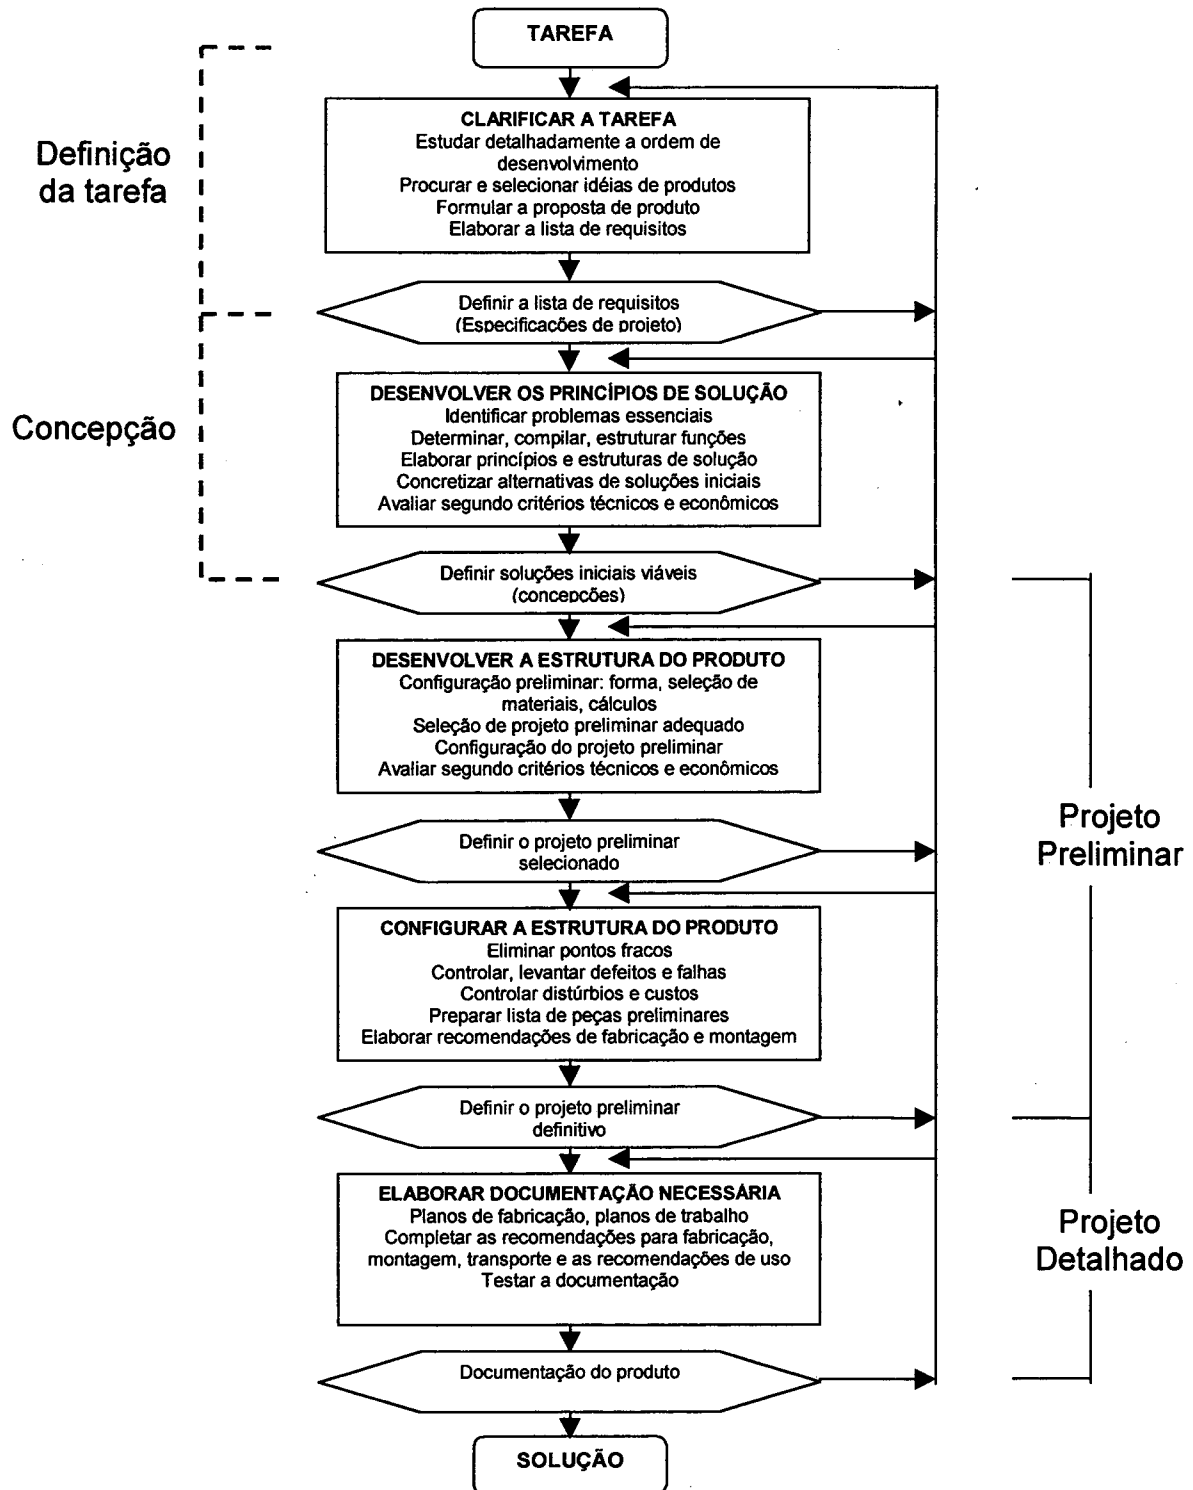 TAREFA
CLARIFICAR A TAREFA
Estudar detalhadamente a ordem de
desenvolvimento
Procurar e selecionar idéias de produtos
Formular a proposta de produto
Elaborar a lista de requisitos
Definição
da tarefa
Definir a lista de requisitos
(Especificações de projeto)
DESENVOLVER OS PRINCÍPIOS DE SOLUÇÃO
Identificar problemas essenciais
Determinar, compilar, estruturar funções
Elaborar princípios e estruturas de solução
Concretizar alternativas de soluções iniciais
Avaliar segundo critérios técnicos e econômicos
Concepção
Definir soluções iniciais viáveis
(concepções)
DESENVOLVER A ESTRUTURA DO PRODUTO
Configuração preliminar: forma, seleção de
materiais, cálculos
Seleção de projeto preliminar adequado
Configuração do projeto preliminar
Avaliar segundo critérios técnicos e econômicos
Definir o projeto preliminar
selecionado
Projeto
Preliminar
CONFIGURAR A ESTRUTURA DO PRODUTO
Eliminar pontos fracos
Controlar, levantar defeitos e falhas
Controlar distúrbios e custos
Preparar lista de peças preliminares
Elaborar recomendações de fabricação e montagem
Definir o projeto preliminar
definitivo
ELABORAR DOCUMENTAÇÃO NECESSÁRIA
Planos de fabricação, planos de trabalho
Completar as recomendações para fabricação,
montagem, transporte e as recomendações de uso
Testar a documentação
Projeto
Detalhado
Documentação do produto
SOLUÇÃO